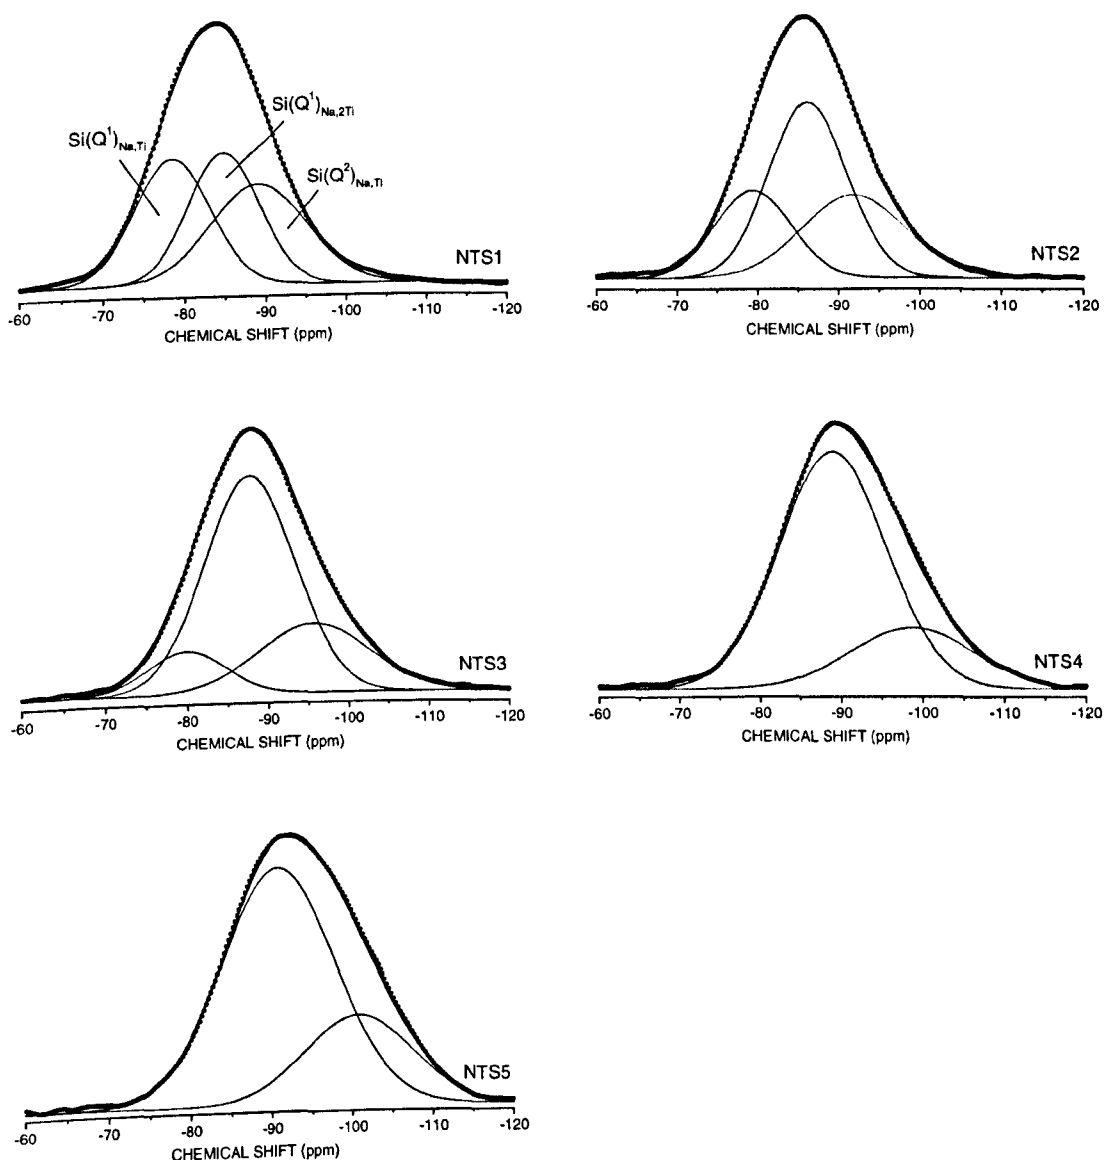 Si(Q¹)Na,2Ti
Si(Q¹)Na,Ti
Si(Q²)Na,Ti
NTS1
-60 -70 -80 -90 -100 -110 -120
CHEMICAL SHIFT (ppm)
NTS2
-60 -70 -80 -90 -100 -110 -120
CHEMICAL SHIFT (ppm)
NTS3
-60 -70 -80 -90 -100 -110 -120
CHEMICAL SHIFT (ppm)
NTS4
-60 -70 -80 -90 -100 -110 -120
CHEMICAL SHIFT (ppm)
NTS5
-60 -70 -80 -90 -100 -110 -120
CHEMICAL SHIFT (ppm)